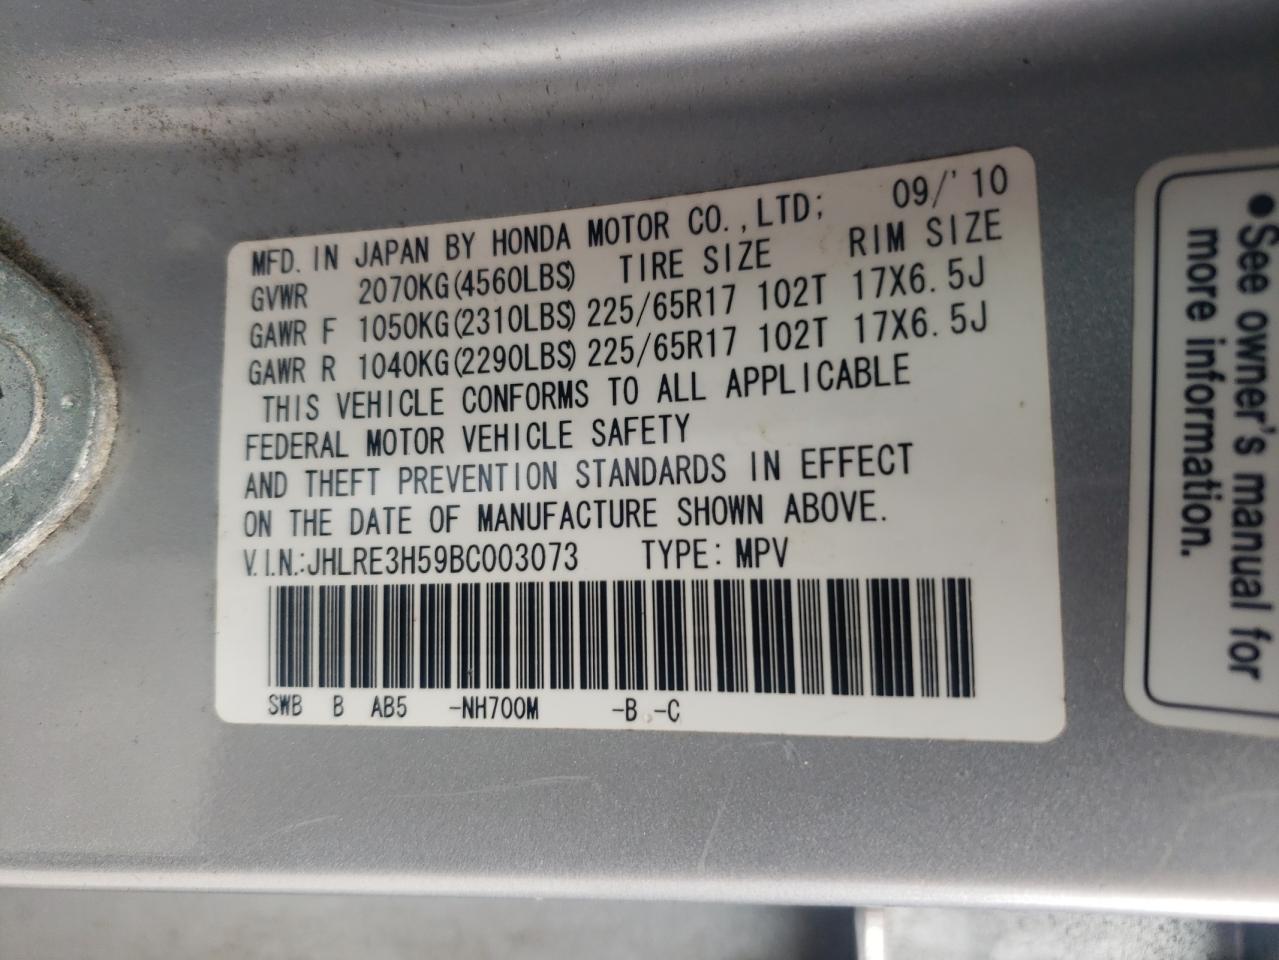 MFD. IN JAPAN BY HONDA MOTOR CO., LTD; 09/'10
GVWR 2070KG(4560LBS) TIRE SIZE RIM SIZE
GAWR F 1050KG(2310LBS) 225/65R17 102T 17X6.5J
GAWR R 1040KG(2290LBS) 225/65R17 102T 17X6.5J
THIS VEHICLE CONFORMS TO ALL APPLICABLE
FEDERAL MOTOR VEHICLE SAFETY
AND THEFT PREVENTION STANDARDS IN EFFECT
ON THE DATE OF MANUFACTURE SHOWN ABOVE.
V.I.N.:JHLRE3H59BC003073 TYPE: MPV
SWB B AB5 -NH700M -B -C
●See owner's manual for
more information.